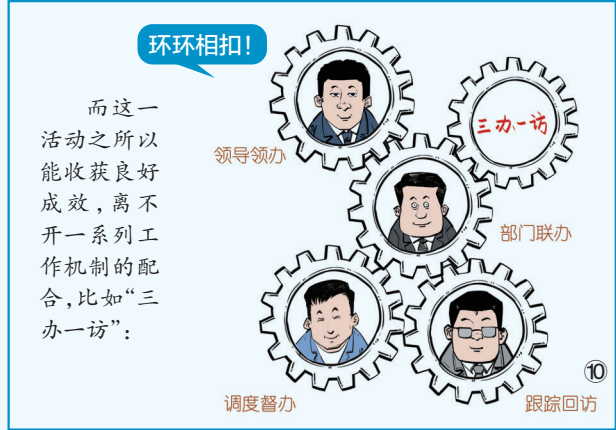 环环相扣!
而这一
活动之所以
能收获良好
成效,离不
开一系列工
作机制的配
合,比如“三
办一访”:
领导领办
三办一访
部门联办
调度督办
跟踪回访
⑩